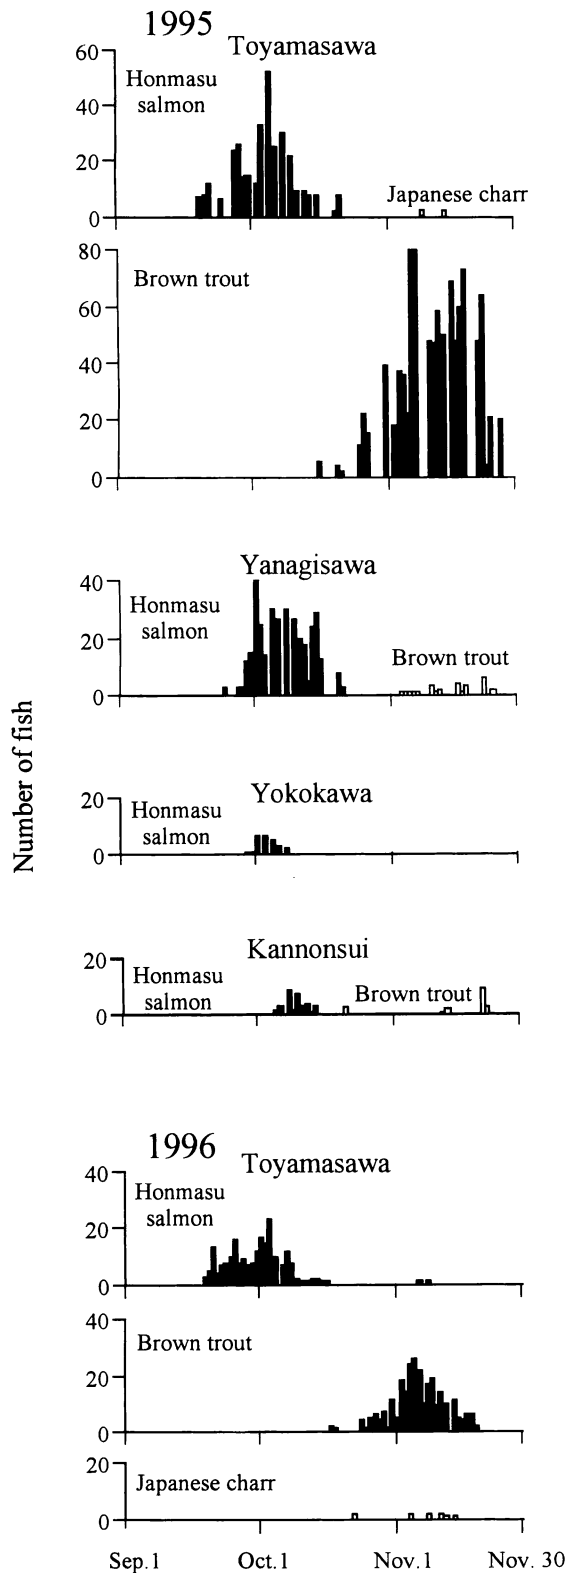 1995
Toyamasawa
60
Honmasu
salmon
40
20
Japanese charr
0
80
Brown trout
60
40
20
0
Yanagisawa
40
Honmasu
salmon
20
Brown trout
0
Number of fish
Yokokawa
20
Honmasu
salmon
0
Kannonsui
20
Honmasu
salmon
Brown trout
0
1996
Toyamasawa
40
Honmasu
salmon
20
0
40
Brown trout
20
0
20
Japanese charr
0
Sep.1 Oct.1 Nov.1 Nov. 30